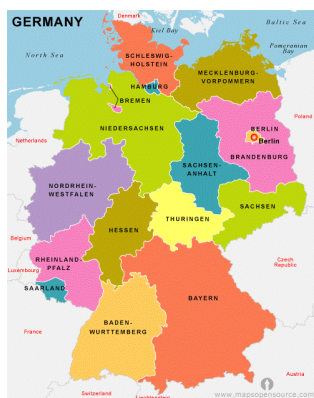 GERMANY
Denmark
Kiel Bay
Baltic Sea
North Sea
Pomeranian
Bay
SCHLESWIG-
HOLSTEIN
MECKLENBURG-
VORPOMMERN
HAMBURG
BREMEN
Netherlands
NIEDERSACHSEN
Poland
BERLIN
Berlin
BRANDENBURG
SACHSEN-
ANHALT
NORDRHEIN-
WESTFALEN
SACHSEN
THURINGEN
HESSEN
Belgium
RHEINLAND-
PFALZ
Luxembourg
SAARLAND
Czech
Republic
BAYERN
France
BADEN-
WURTTEMBERG
Austria
Switzerland
Liechtenstein
www.mapsopensource.com